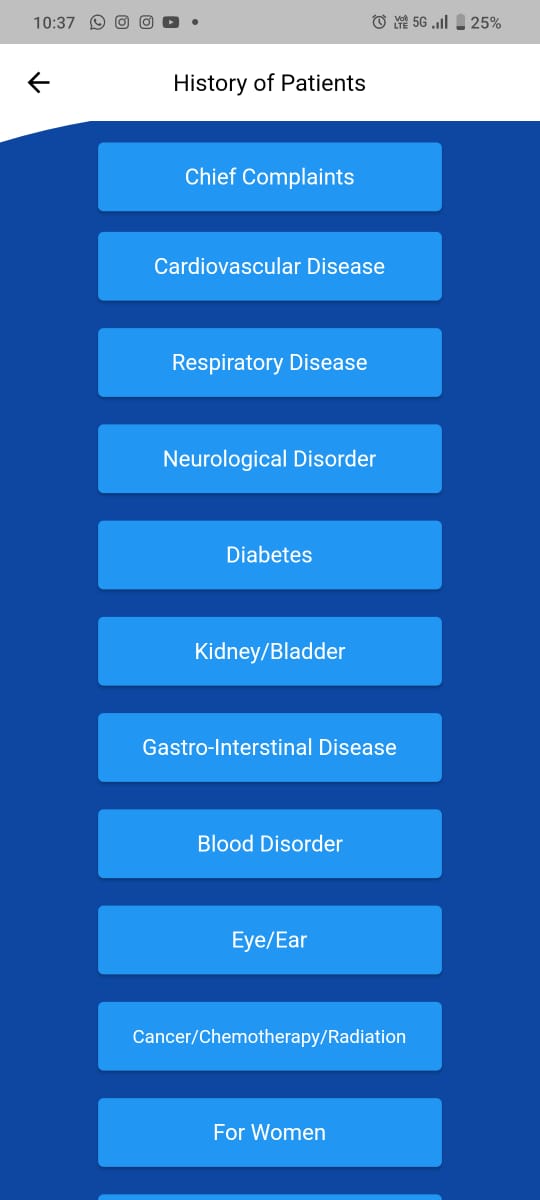 10:37 VoI) LTE 5G 25%
History of Patients
Chief Complaints
Cardiovascular Disease
Respiratory Disease
Neurological Disorder
Diabetes
Kidney/Bladder
Gastro-Interstinal Disease
Blood Disorder
Eye/Ear
Cancer/Chemotherapy/Radiation
For Women